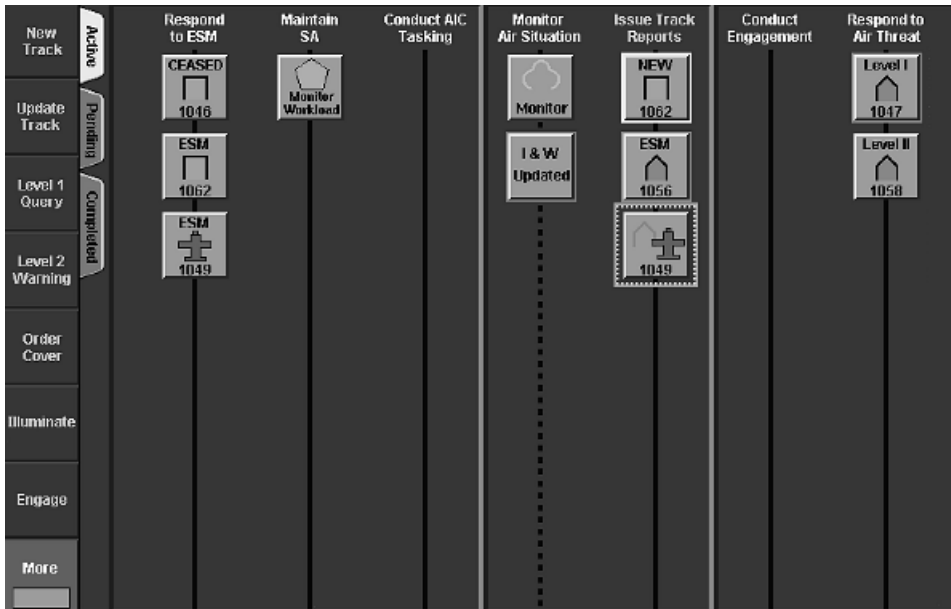 New
Track
Update
Track
Level 1
Query
Level 2
Warning
Order
Cover
Illuminate
Engage
More
Active
Pending
Completed
Respond
to ESM
CEASED
1046
ESM
1062
ESM
1049
Maintain
SA
Monitor
Workload
Conduct AIC
Tasking
Monitor
Air Situation
Monitor
I & W
Updated
Issue Track
Reports
NEW
1062
ESM
1056
1049
Conduct
Engagement
Respond to
Air Threat
Level I
1047
Level II
1058